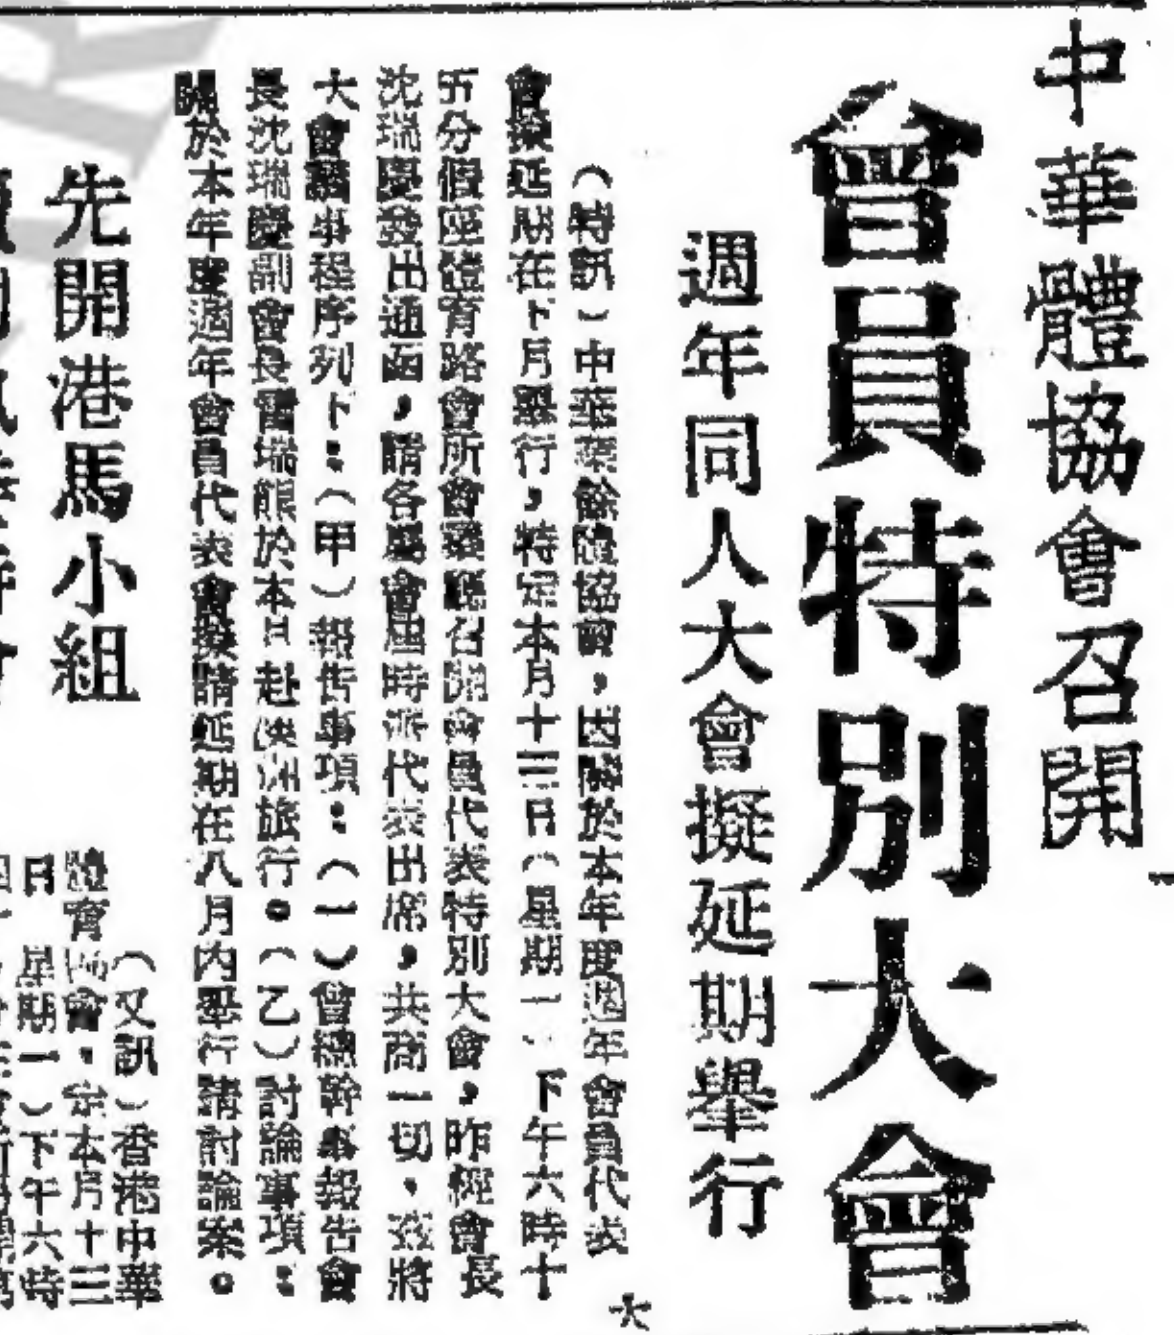 中華體協會召開
會員特別大會
週年同人大會擬延期舉行
（特訊）中華業餘體協會，因關於本年度週年會員代表
大
會擬延期在下月舉行，特定本月十三日（星期一）下午六時十
五分假座體育路會所會議廳召開會員代表特別大會，昨經會長
沈瑞慶發出通函，請各屬會屆時派代表出席，共商一切、茲將
大會議事程序列下：（甲）報告事項：（一）會總幹事報告會
長沈瑞慶副會長雷瑞熊於本日赴澳洲旅行。（乙）討論事項：
關於本年度週年會員代表會擬請延期在八月內舉行請討論案。
先開港馬小組
（又訊）香港中華
體育協會，定本月十三
日 星期一）下午六時